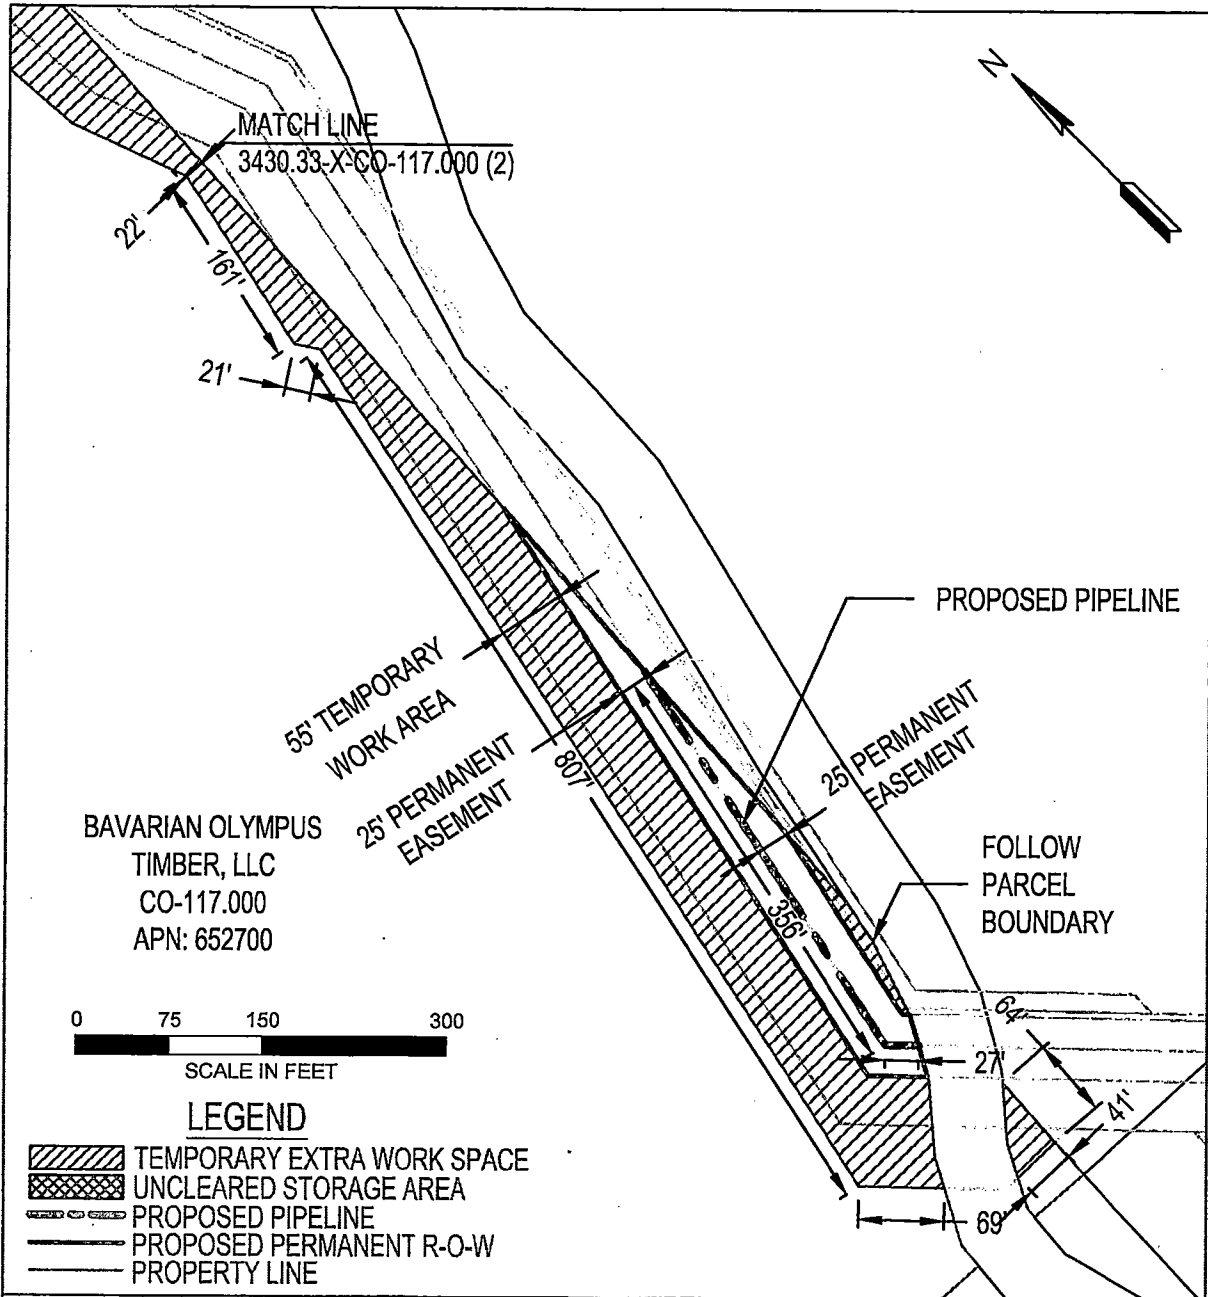 N
MATCH LINE
3430.33-X-CO-117.000 (2)
22'
161'
21'
PROPOSED PIPELINE
55' TEMPORARY
WORK AREA
25' PERMANENT
EASEMENT
807'
25' PERMANENT
EASEMENT
356'
BAVARIAN OLYMPUS
TIMBER, LLC
CO-117.000
APN: 652700
FOLLOW
PARCEL
BOUNDARY
64'
27'
41'
69'
0 75 150 300
SCALE IN FEET
LEGEND
TEMPORARY EXTRA WORK SPACE
UNCLEARED STORAGE AREA
PROPOSED PIPELINE
PROPOSED PERMANENT R-O-W
PROPERTY LINE